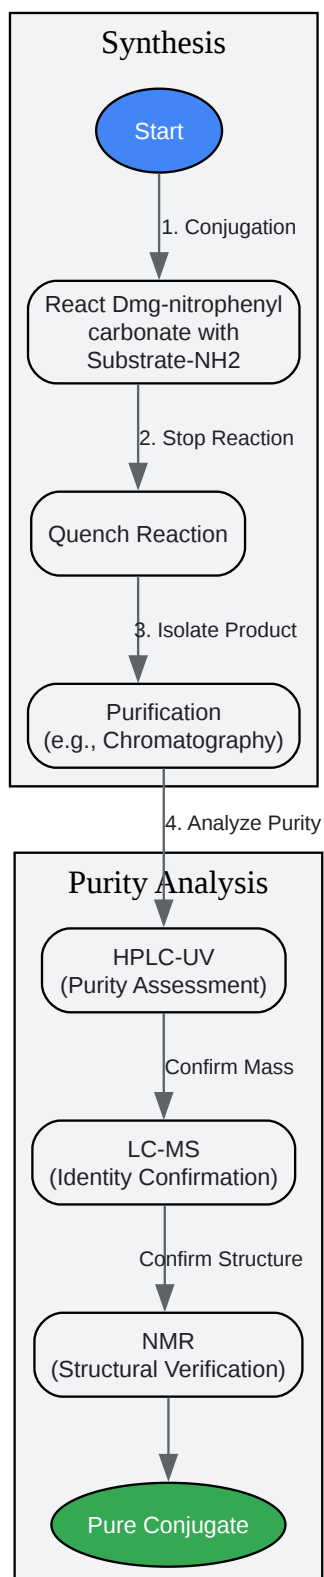 Synthesis
Start
1. Conjugation
React Dmg-nitrophenyl
carbonate with
Substrate-NH2
2. Stop Reaction
Quench Reaction
3. Isolate Product
Purification
(e.g., Chromatography)
4. Analyze Purity
Purity Analysis
HPLC-UV
(Purity Assessment)
Confirm Mass
LC-MS
(Identity Confirmation)
Confirm Structure
NMR
(Structural Verification)
Pure Conjugate